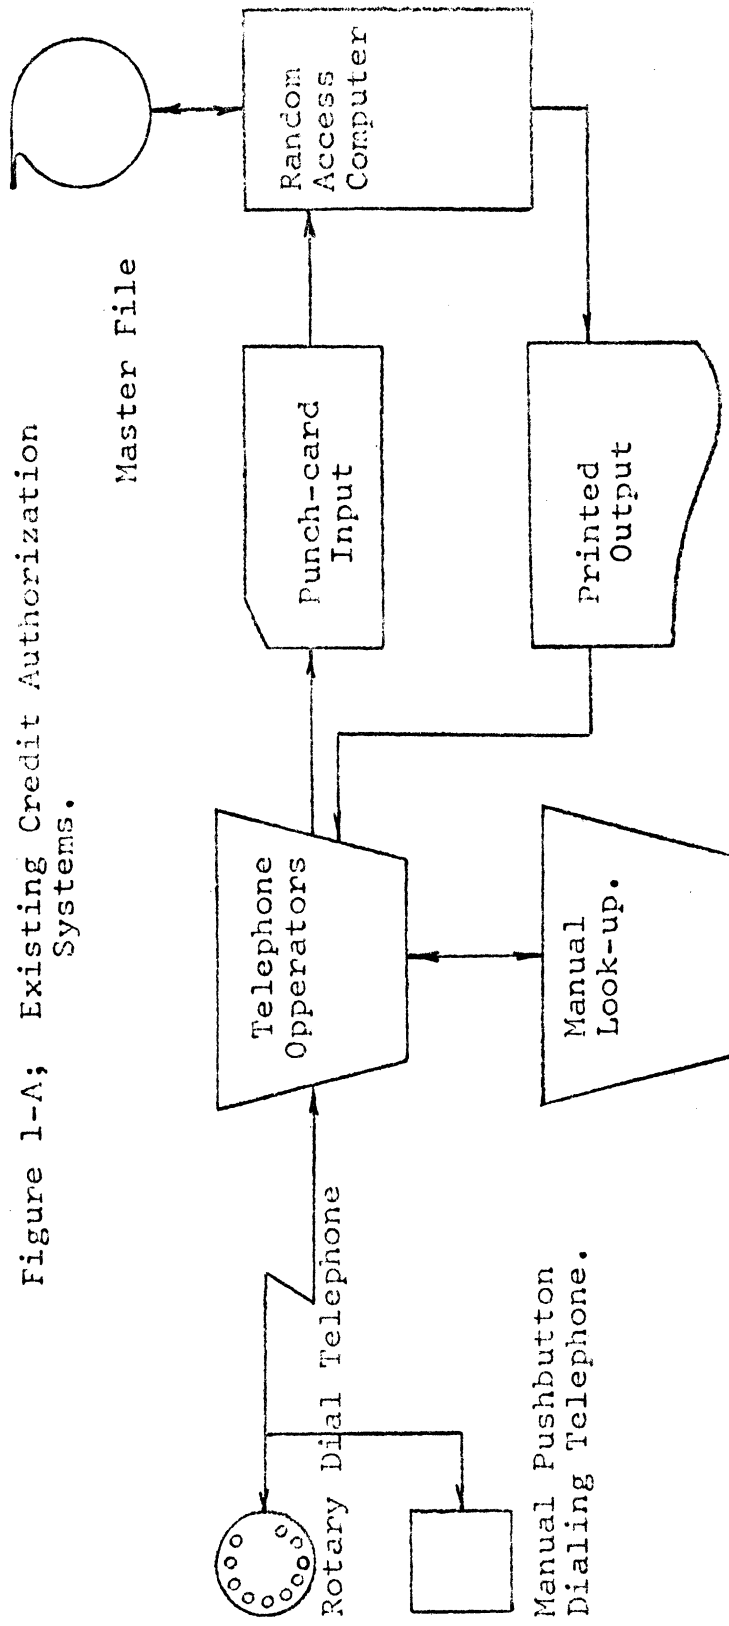 Figure 1-A; Existing Credit Authorization
Systems.
Master File
Rotary Dial Telephone
Manual Pushbutton
Dialing Telephone.
Telephone
Opperators
Manual
Look-up.
Punch-card
Input
Printed
Output
Random
Access
Computer